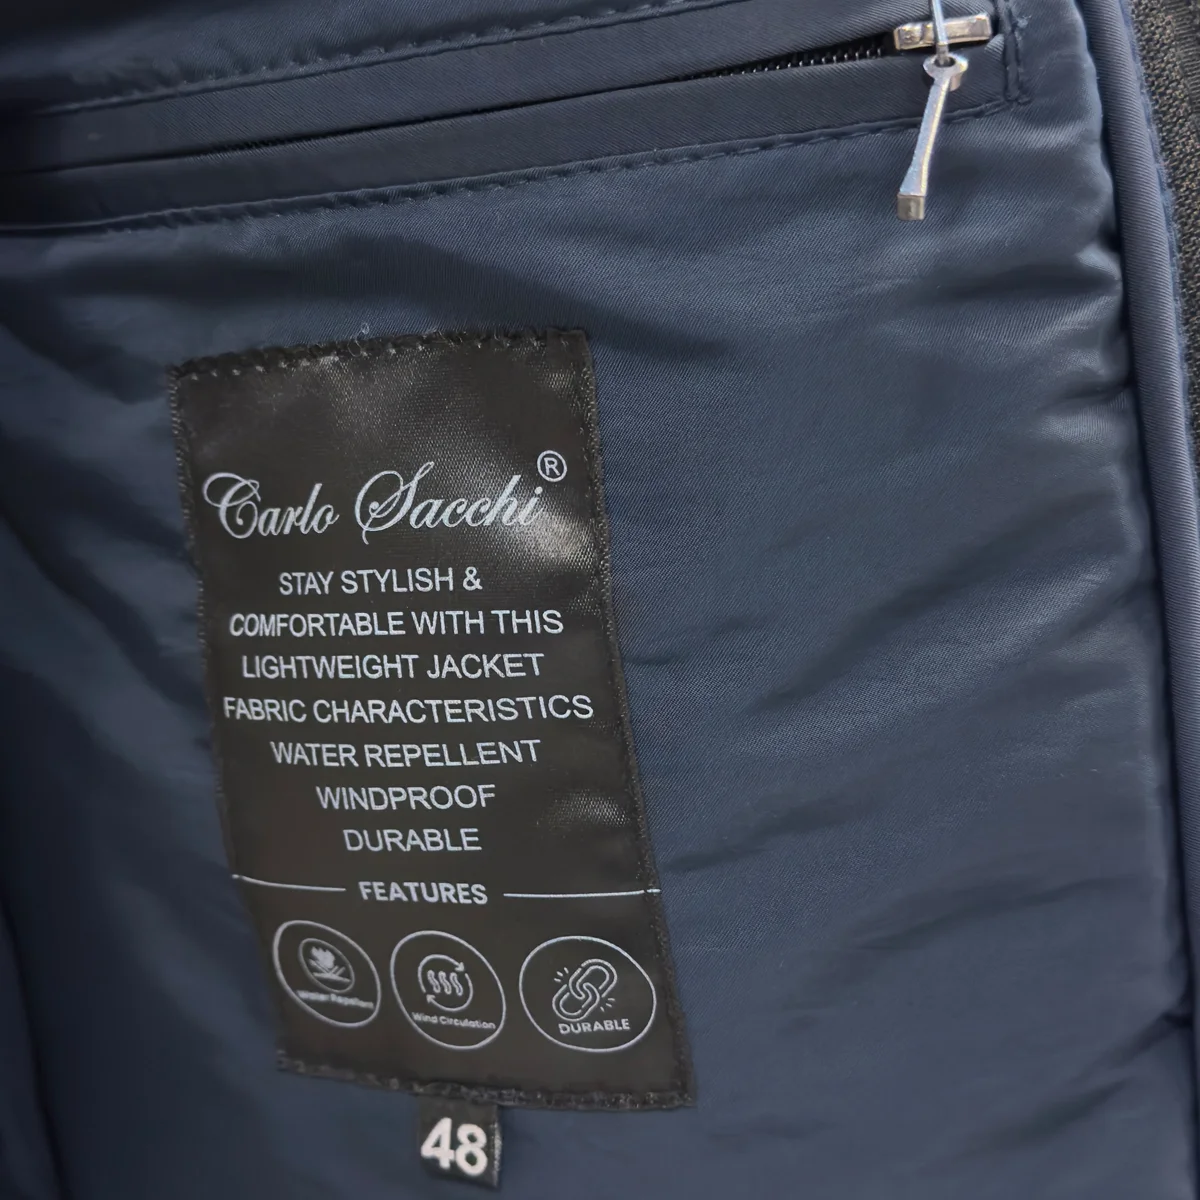 Carlo Sacchi®
STAY STYLISH &
COMFORTABLE WITH THIS
LIGHTWEIGHT JACKET
FABRIC CHARACTERISTICS
WATER REPELLENT
WINDPROOF
DURABLE
FEATURES
Water Repellent
Wind Circulation
DURABLE
48